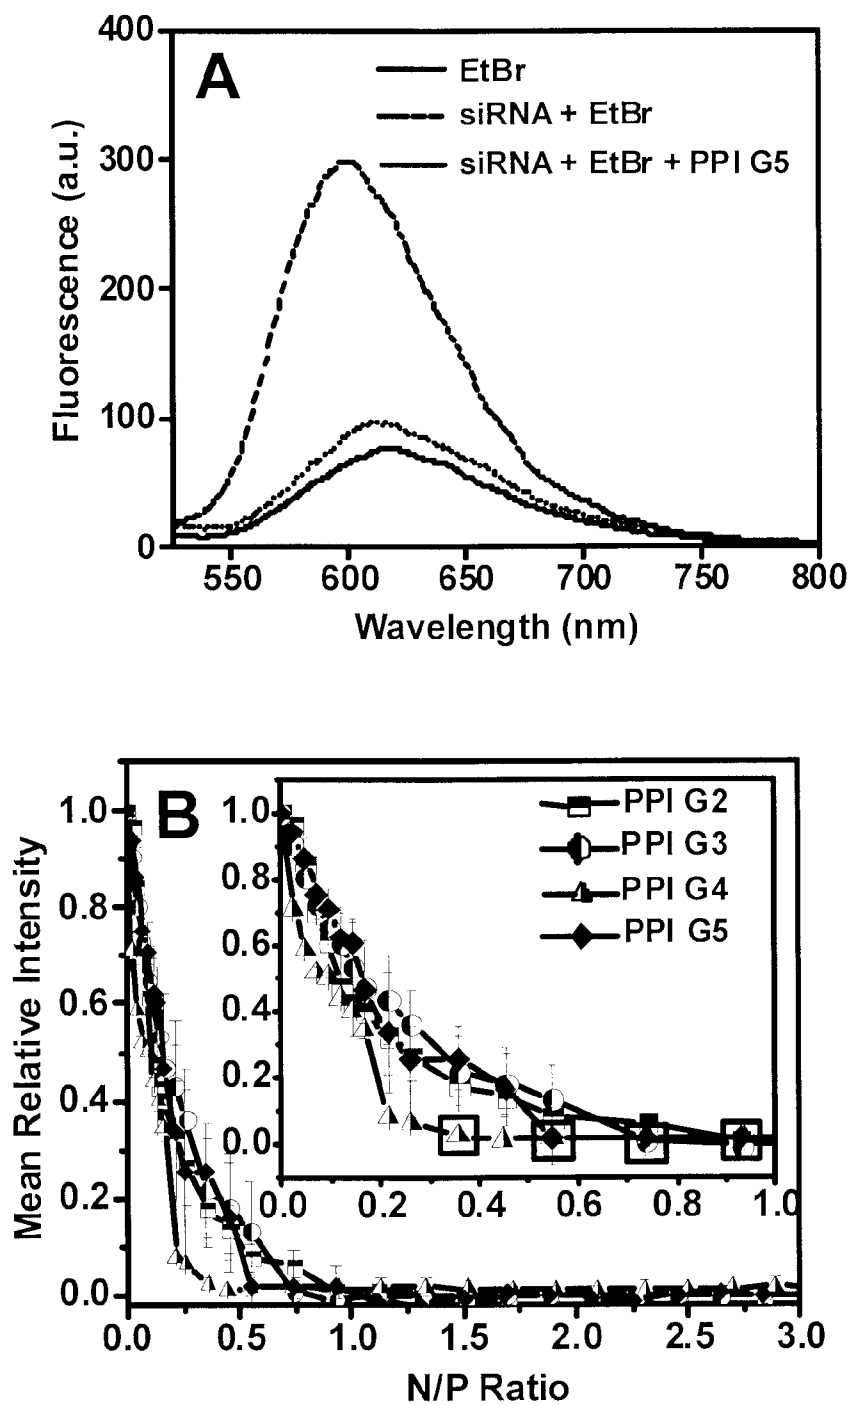 400
300
200
100
0
Fluorescence (a.u.)
A
EtBr
siRNA + EtBr
siRNA + EtBr + PPI G5
550 600 650 700 750 800
Wavelength (nm)
B
1.0
0.8
0.6
0.4
0.2
0.0
Mean Relative Intensity
1.0
0.8
0.6
0.4
0.2
0.0
PPI G2
PPI G3
PPI G4
PPI G5
0.0 0.2 0.4 0.6 0.8 1.0
0.0 0.5 1.0 1.5 2.0 2.5 3.0
N/P Ratio